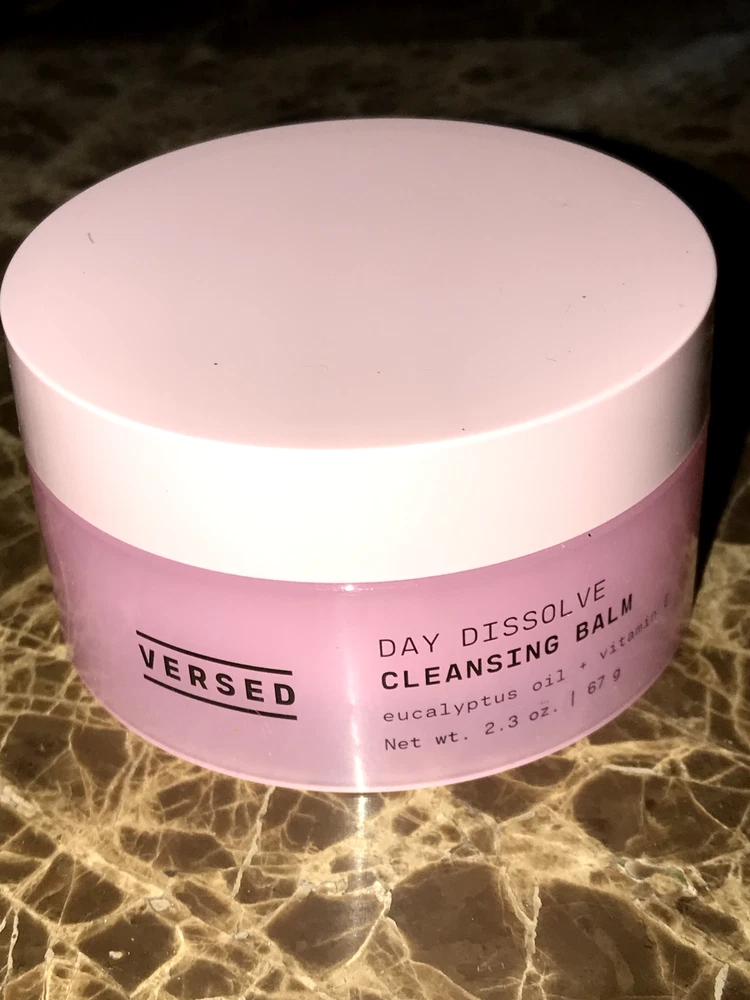 VERSED
DAY DISSOLVE
CLEANSING BALM
eucalyptus oil + vitamin E
Net wt. 2.3 oz. | 67 g